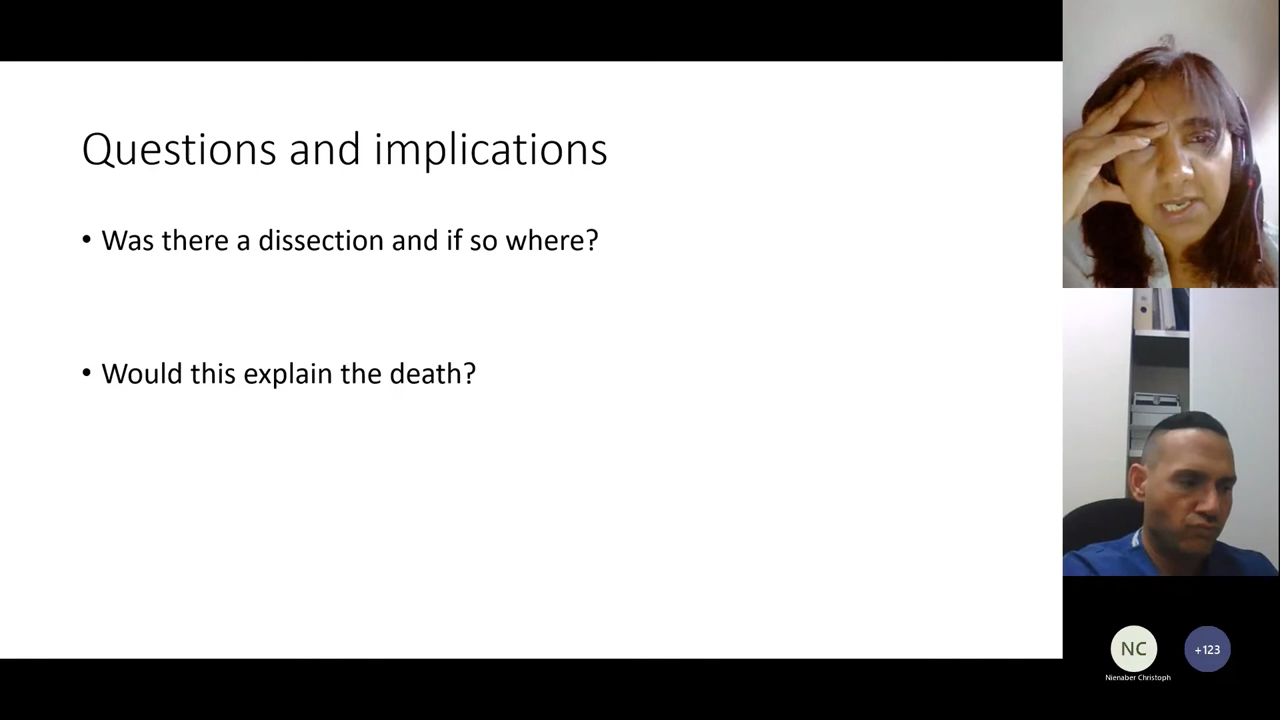 Questions and implications
• Was there a dissection and if so where?
• Would this explain the death?
NC
+123
Nienaber Christoph